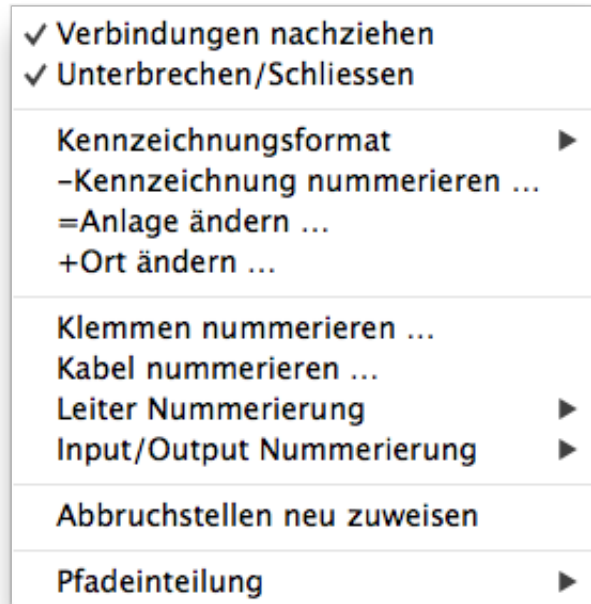 Verbindungen nachziehen
Unterbrechen/Schliessen
Kennzeichnungsformat
–Kennzeichnung nummerieren ...
=Anlage ändern ...
+Ort ändern ...
Klemmen nummerieren ...
Kabel nummerieren ...
Leiter Nummerierung
Input/Output Nummerierung
Abbruchstellen neu zuweisen
Pfadeinteilung